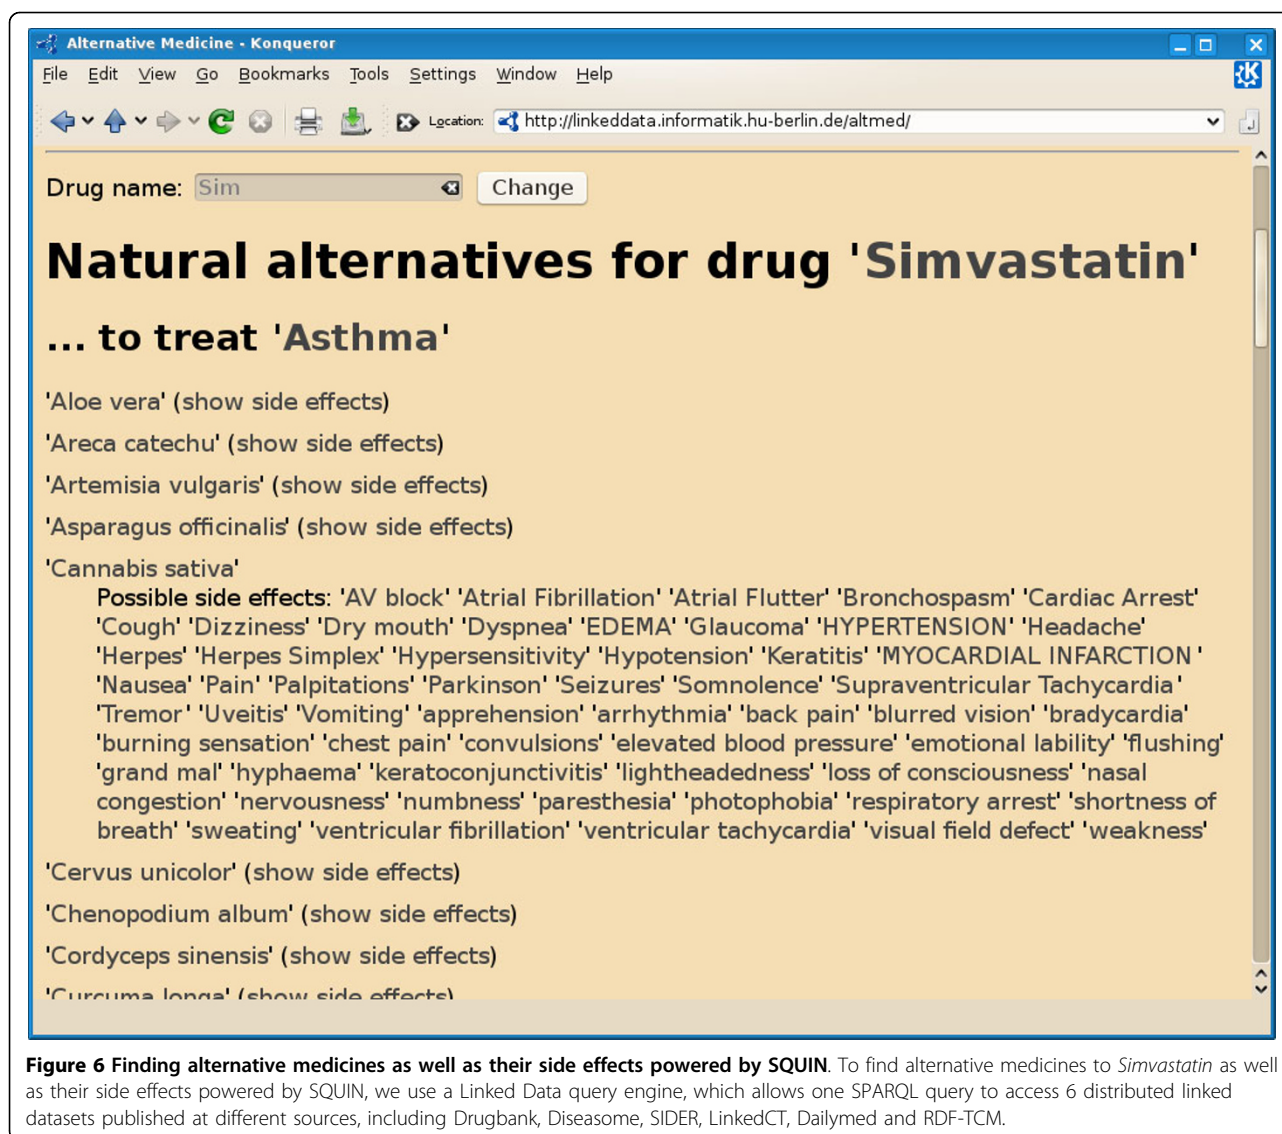 Alternative Medicine - Konqueror
File Edit View Go Bookmarks Tools Settings Window Help
Location: http://linkeddata.informatik.hu-berlin.de/altmed/
Drug name: Sim Change
Natural alternatives for drug 'Simvastatin'
... to treat 'Asthma'
'Aloe vera' (show side effects)
'Areca catechu' (show side effects)
'Artemisia vulgaris' (show side effects)
'Asparagus officinalis' (show side effects)
'Cannabis sativa'
Possible side effects: 'AV block' 'Atrial Fibrillation' 'Atrial Flutter' 'Bronchospasm' 'Cardiac Arrest'
'Cough' 'Dizziness' 'Dry mouth' 'Dyspnea' 'EDEMA' 'Glaucoma' 'HYPERTENSION' 'Headache'
'Herpes' 'Herpes Simplex' 'Hypersensitivity' 'Hypotension' 'Keratitis' 'MYOCARDIAL INFARCTION '
'Nausea' 'Pain' 'Palpitations' 'Parkinson' 'Seizures' 'Somnolence' 'Supraventricular Tachycardia'
'Tremor' 'Uveitis' 'Vomiting' 'apprehension' 'arrhythmia' 'back pain' 'blurred vision' 'bradycardia'
'burning sensation' 'chest pain' 'convulsions' 'elevated blood pressure' 'emotional lability' 'flushing'
'grand mal' 'hyphaema' 'keratoconjunctivitis' 'lightheadedness' 'loss of consciousness' 'nasal
congestion' 'nervousness' 'numbness' 'paresthesia' 'photophobia' 'respiratory arrest' 'shortness of
breath' 'sweating' 'ventricular fibrillation' 'ventricular tachycardia' 'visual field defect' 'weakness'
'Cervus unicolor' (show side effects)
'Chenopodium album' (show side effects)
'Cordyceps sinensis' (show side effects)
'Curcuma longa' (show side effects)
Figure 6 Finding alternative medicines as well as their side effects powered by SQUIN. To find alternative medicines to Simvastatin as well
as their side effects powered by SQUIN, we use a Linked Data query engine, which allows one SPARQL query to access 6 distributed linked
datasets published at different sources, including Drugbank, Diseasome, SIDER, LinkedCT, Dailymed and RDF-TCM.